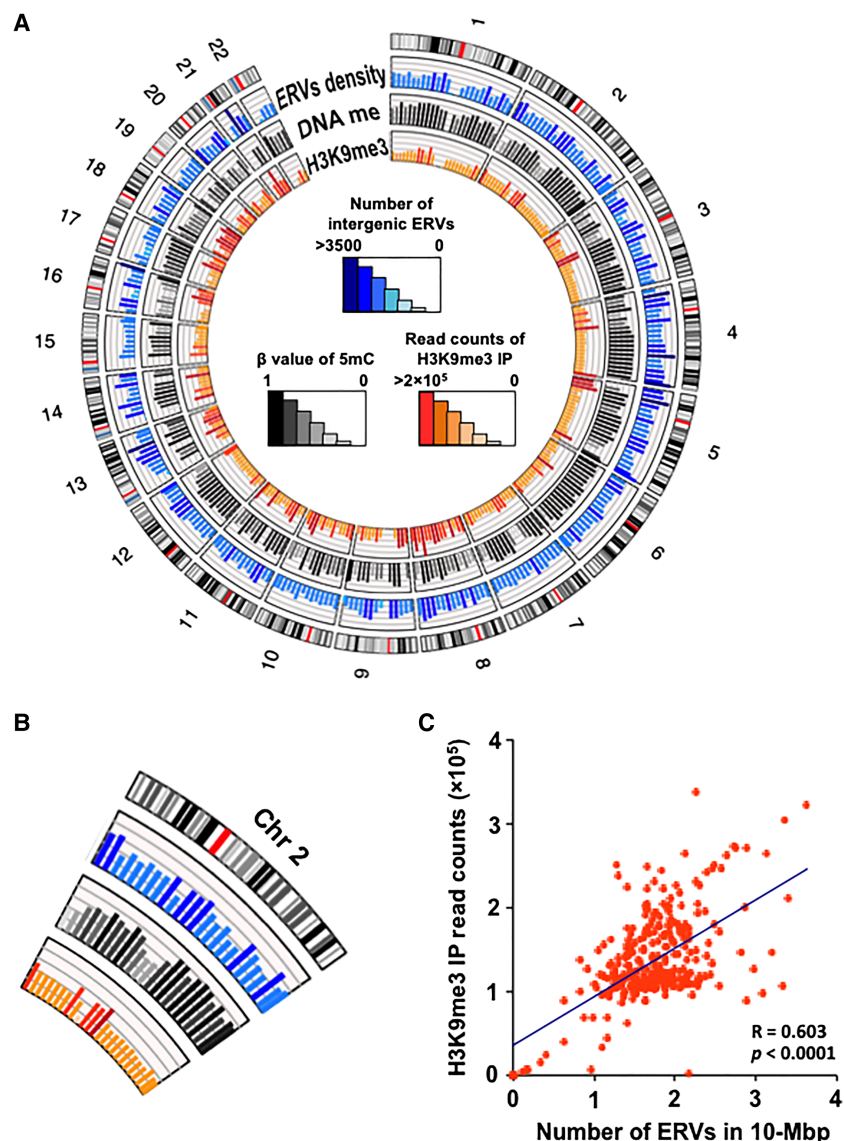 A
1
2
3
4
5
6
7
8
9
10
11
12
13
14
15
16
17
18
19
20
21
22
ERVs density
DNA me
H3K9me3
Number of
intergenic ERVs
>3500 0
β value of 5mC
1 0
Read counts of
H3K9me3 IP
>2×10⁵ 0
B
Chr 2
C
H3K9me3 IP read counts (×10⁵)
4
3
2
1
0
R = 0.603
p < 0.0001
0 1 2 3 4
Number of ERVs in 10-Mbp